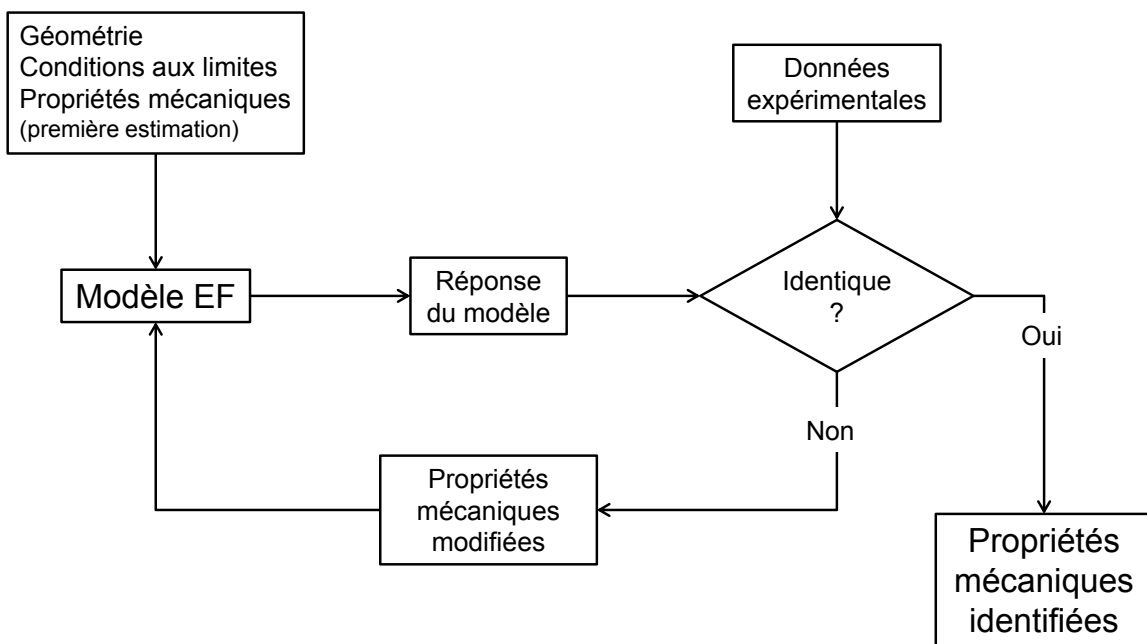 Géométrie
Conditions aux limites
Propriétés mécaniques
(première estimation)
Données
expérimentales
Modèle EF
Réponse
du modèle
Identique
?
Oui
Non
Propriétés
mécaniques
modifiées
Propriétés
mécaniques
identifiées